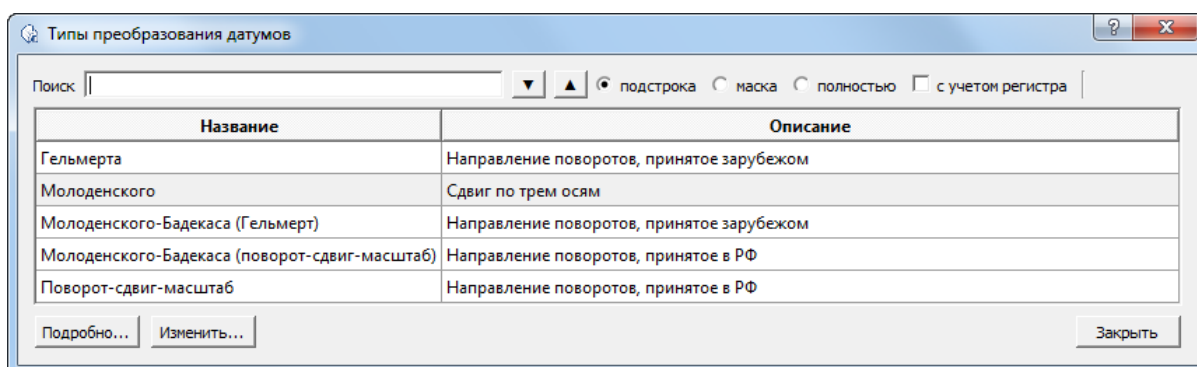 Типы преобразования датумов
Поиск подстрока маска полностью с учетом регистра
Название Описание
Гельмерта Направление поворотов, принятое зарубежом
Молоденского Сдвиг по трем осям
Молоденского-Бадекаса (Гельмерт) Направление поворотов, принятое зарубежом
Молоденского-Бадекаса (поворот-сдвиг-масштаб) Направление поворотов, принятое в РФ
Поворот-сдвиг-масштаб Направление поворотов, принятое в РФ
Подробно... Изменить... Закрыть